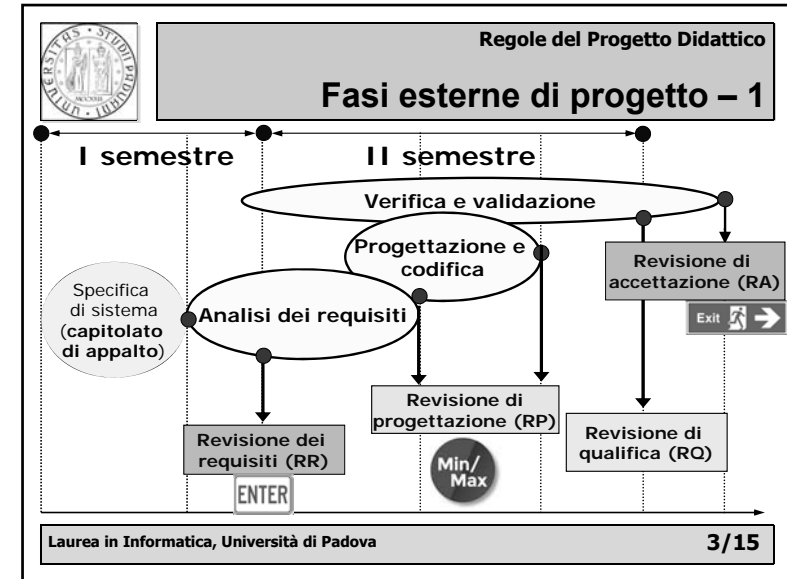 Regole del Progetto Didattico
Fasi esterne di progetto – 1
I semestre
II semestre
Verifica e validazione
Progettazione e
codifica
Specifica
di sistema
(capitolato
di appalto)
Analisi dei requisiti
Revisione di
accettazione (RA)
Exit
Revisione dei
requisiti (RR)
ENTER
Revisione di
progettazione (RP)
Min/
Max
Revisione di
qualifica (RQ)
Laurea in Informatica, Università di Padova
3/15